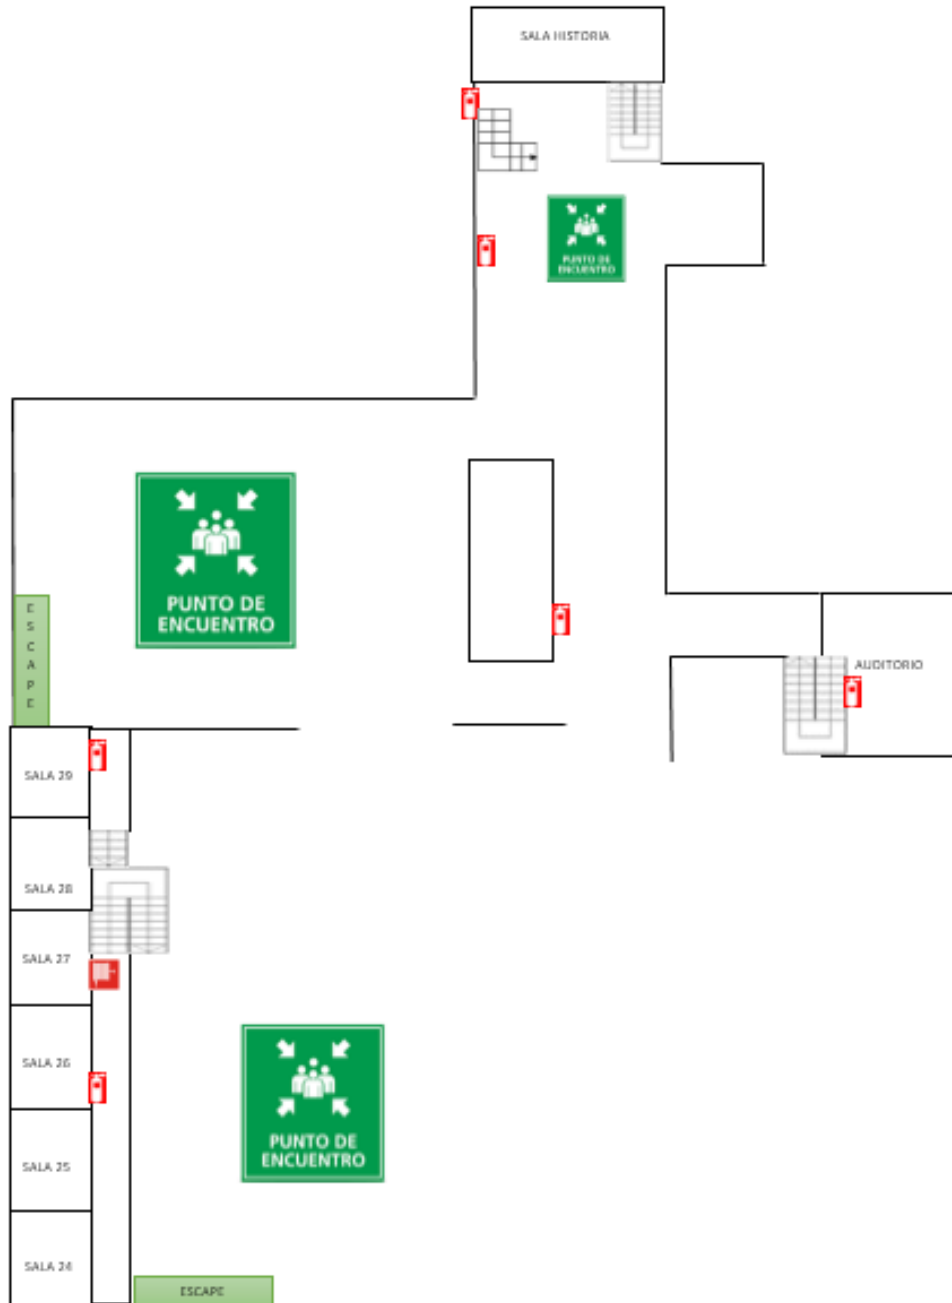 SALA HISTORIA
PUNTO DE
ENCUENTRO
PUNTO DE
ENCUENTRO
ESCAPE
AUDITORIO
SALA 29
SALA 28
SALA 27
SALA 26
PUNTO DE
ENCUENTRO
SALA 25
SALA 24
ESCAPE